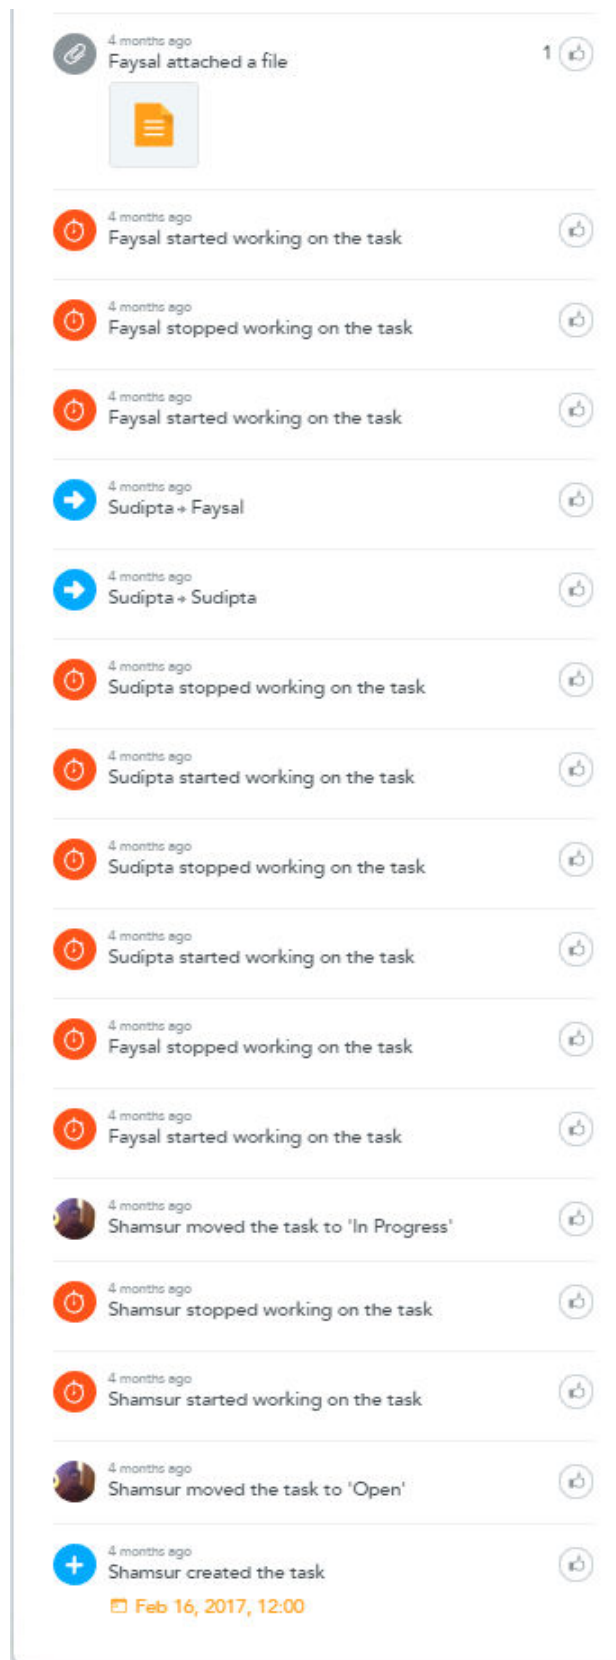 4 months ago
Faysal attached a file
1
4 months ago
Faysal started working on the task
4 months ago
Faysal stopped working on the task
4 months ago
Faysal started working on the task
4 months ago
Sudipta → Faysal
4 months ago
Sudipta → Sudipta
4 months ago
Sudipta stopped working on the task
4 months ago
Sudipta started working on the task
4 months ago
Sudipta stopped working on the task
4 months ago
Sudipta started working on the task
4 months ago
Faysal stopped working on the task
4 months ago
Faysal started working on the task
4 months ago
Shamsur moved the task to 'In Progress'
4 months ago
Shamsur stopped working on the task
4 months ago
Shamsur started working on the task
4 months ago
Shamsur moved the task to 'Open'
4 months ago
Shamsur created the task
Feb 16, 2017, 12:00